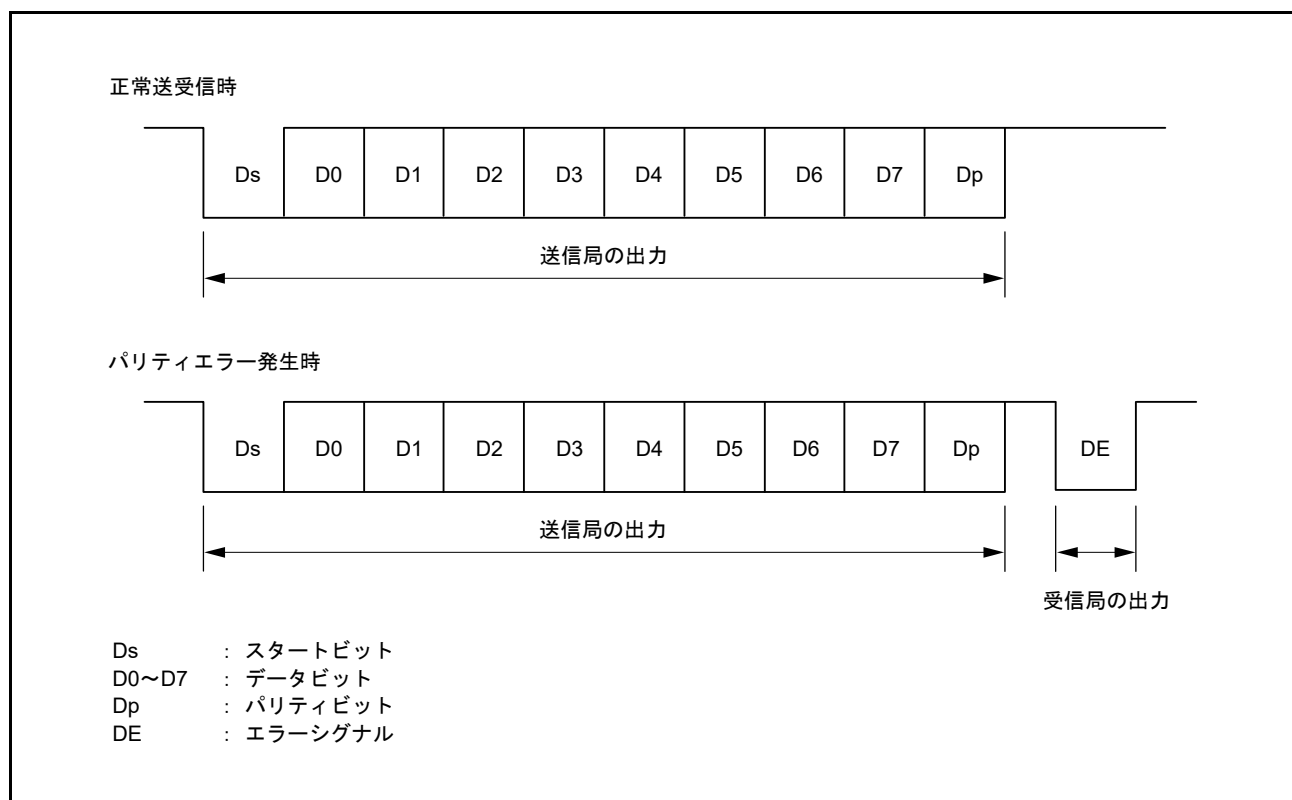 正常送受信時
Ds D0 D1 D2 D3 D4 D5 D6 D7 Dp
送信局の出力
パリティエラー発生時
Ds D0 D1 D2 D3 D4 D5 D6 D7 Dp DE
送信局の出力
受信局の出力
Ds : スタートビット
D0～D7 : データビット
Dp : パリティビット
DE : エラーシグナル